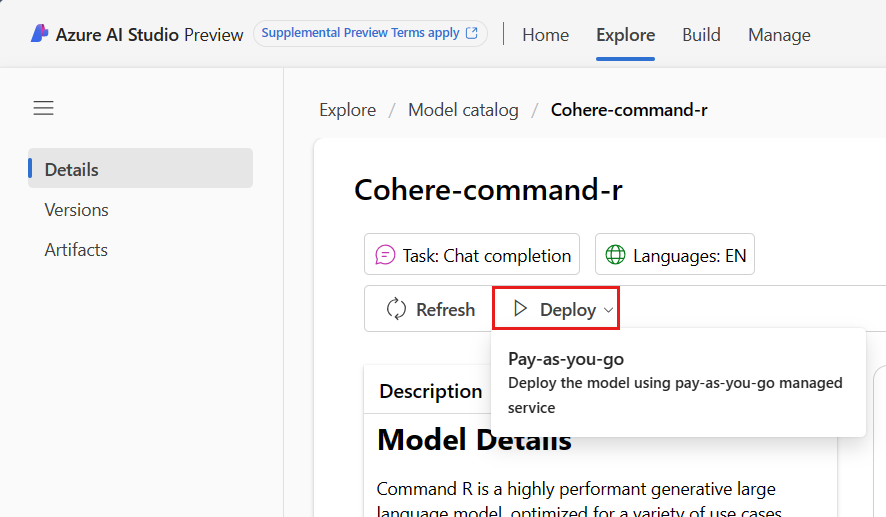 Azure AI Studio Preview Supplemental Preview Terms apply Home Explore Build Manage
Explore / Model catalog / Cohere-command-r
Details
Versions
Artifacts
Cohere-command-r
Task: Chat completion Languages: EN
Refresh Deploy
Pay-as-you-go
Deploy the model using pay-as-you-go managed
service
Description
Model Details
Command R is a highly performant generative large
language model, optimized for a variety of use cases